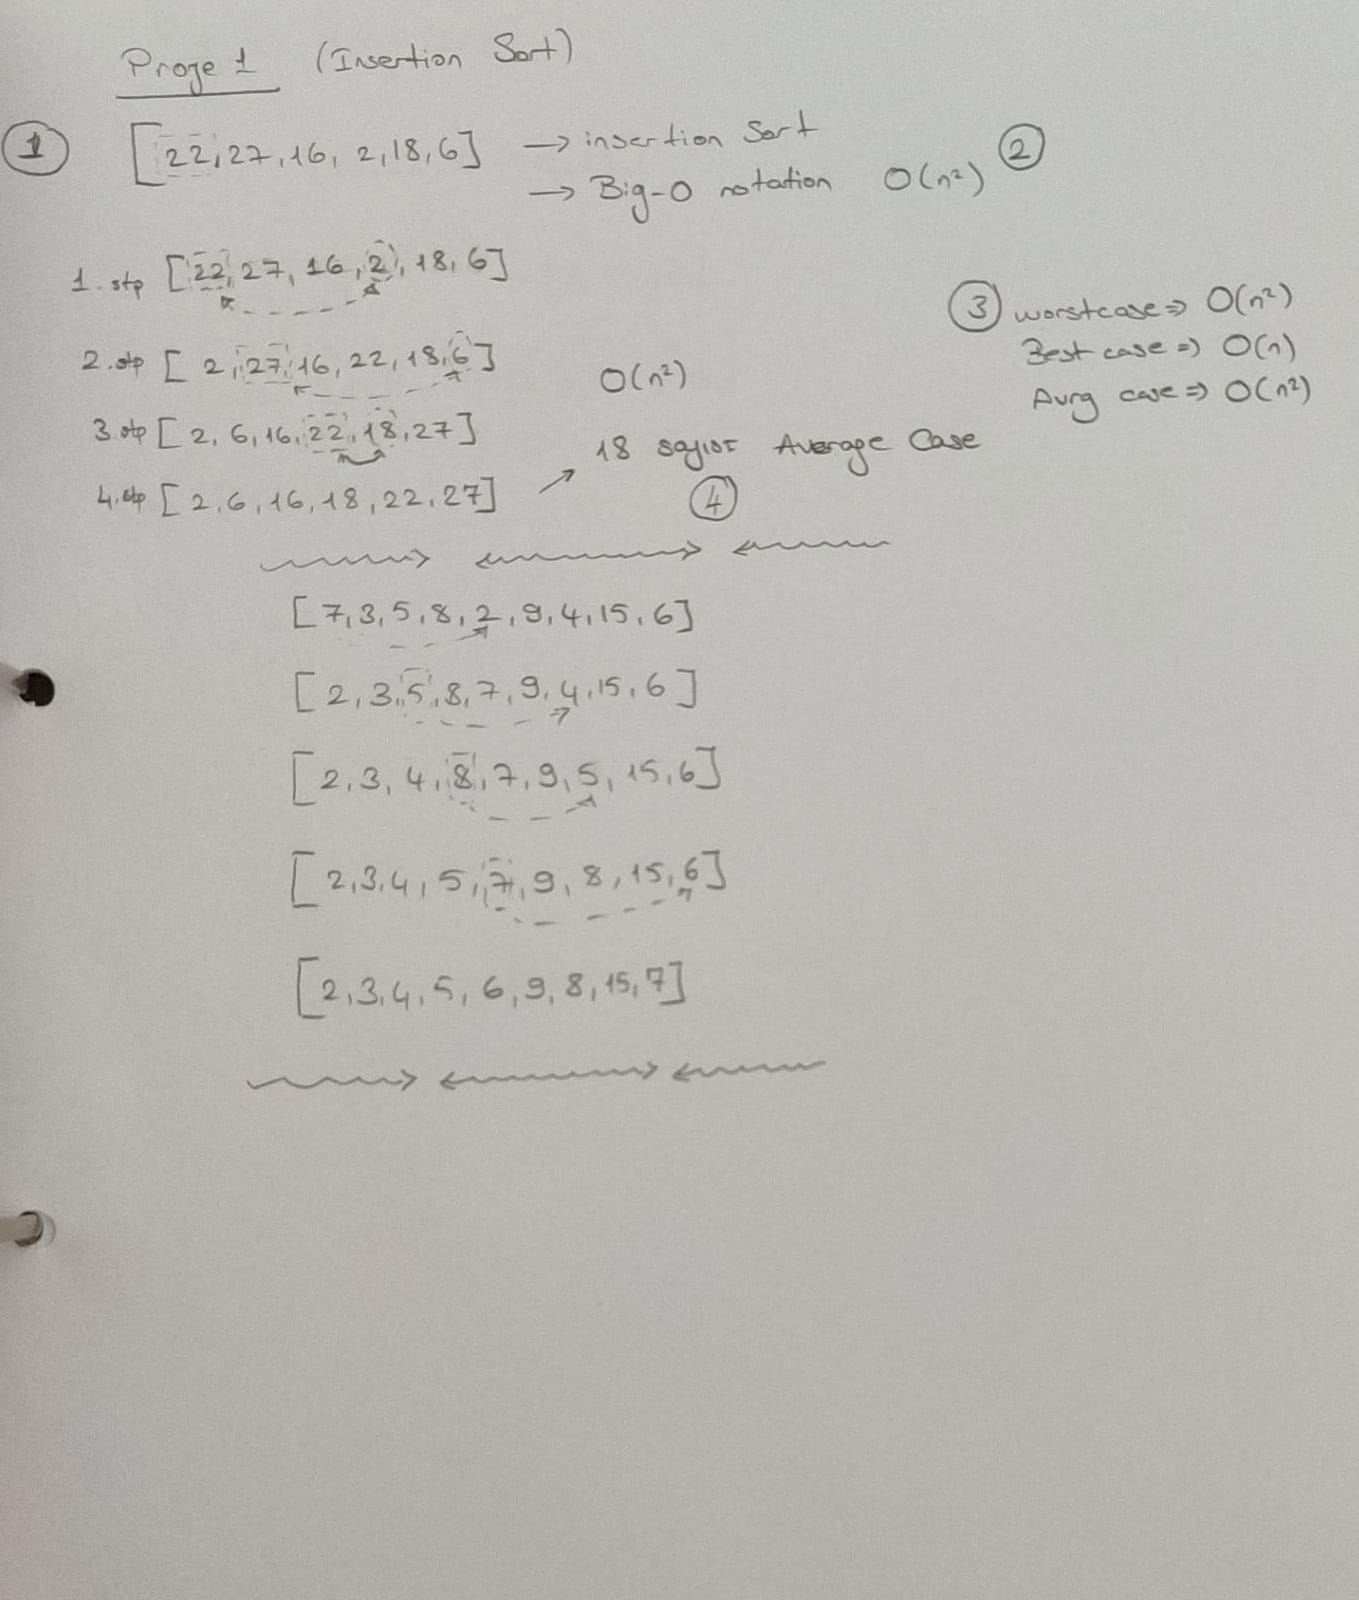 Proje 1 (Insertion Sort)
1 [22,27,16, 2,18,6] → insertion Sort
→ Big-O notation O(n²) 2
1. stp [22,27,16,2,18,6]
2. stp [2,27,16,22,18,6]
3. stp [2,6,16,22,18,27]
4. stp [2,6,16,18,22,27]
O(n²)
18 sayısı Average Case
4
3 worstcase ⇒ O(n²)
Best case ⇒ O(n)
Avrg case ⇒ O(n²)
[7,3,5,8,2,9,4,15,6]
[2,3,5,8,7,9,4,15,6]
[2,3,4,8,7,9,5,15,6]
[2,3,4,5,7,9,8,15,6]
[2,3,4,5,6,9,8,15,7]